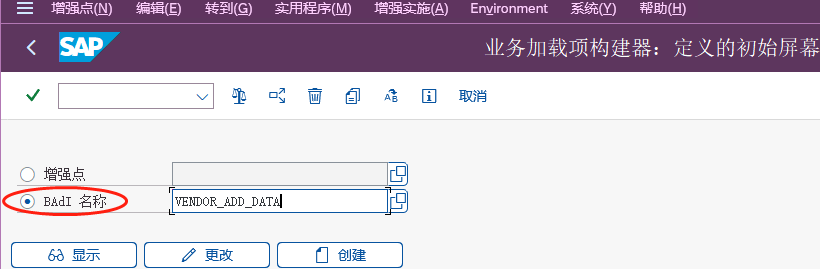 增强点(N) 编辑(E) 转到(G) 实用程序(M) 增强实施(A) Environment 系统(Y) 帮助(H)
SAP 业务加载项构建器：定义的初始屏幕
取消
增强点
BAdI 名称 VENDOR_ADD_DATA
显示 更改 创建